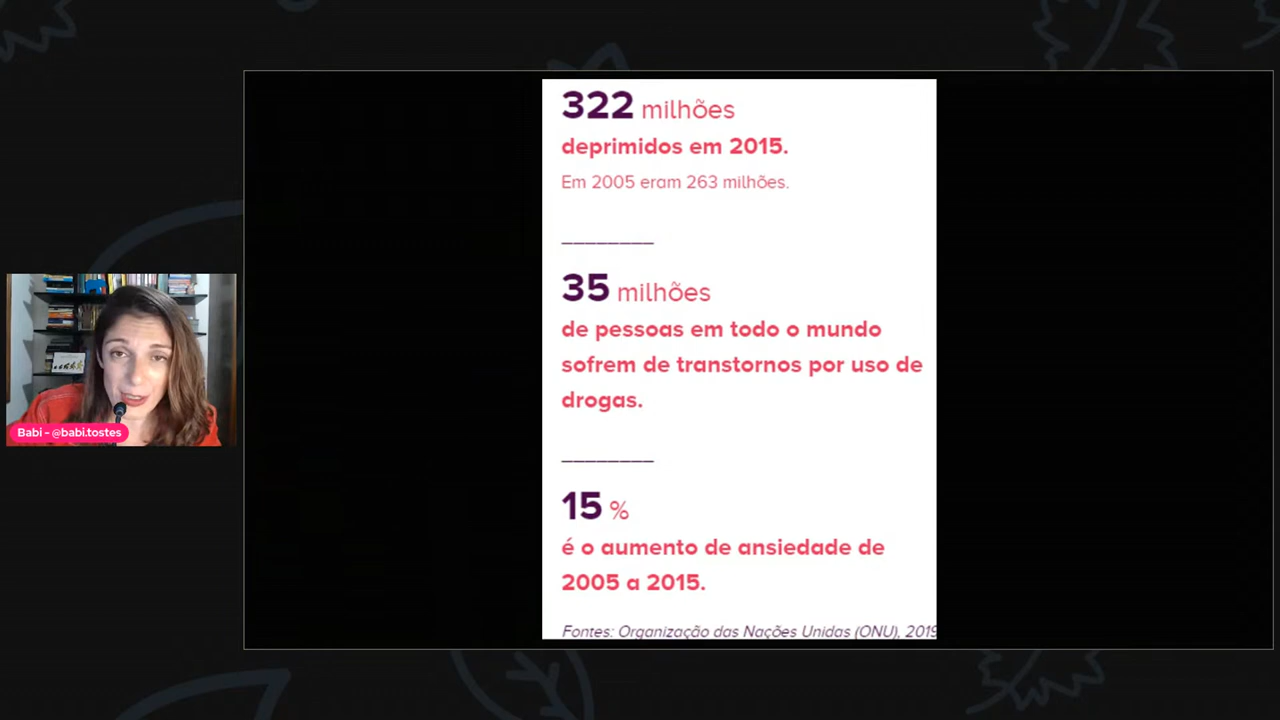 322 milhões
deprimidos em 2015.
Em 2005 eram 263 milhões.
35 milhões
de pessoas em todo o mundo
sofrem de transtornos por uso de
drogas.
15 %
é o aumento de ansiedade de
2005 a 2015.
Fontes: Organização das Nações Unidas (ONU), 2019
Babi - @babi.tostes